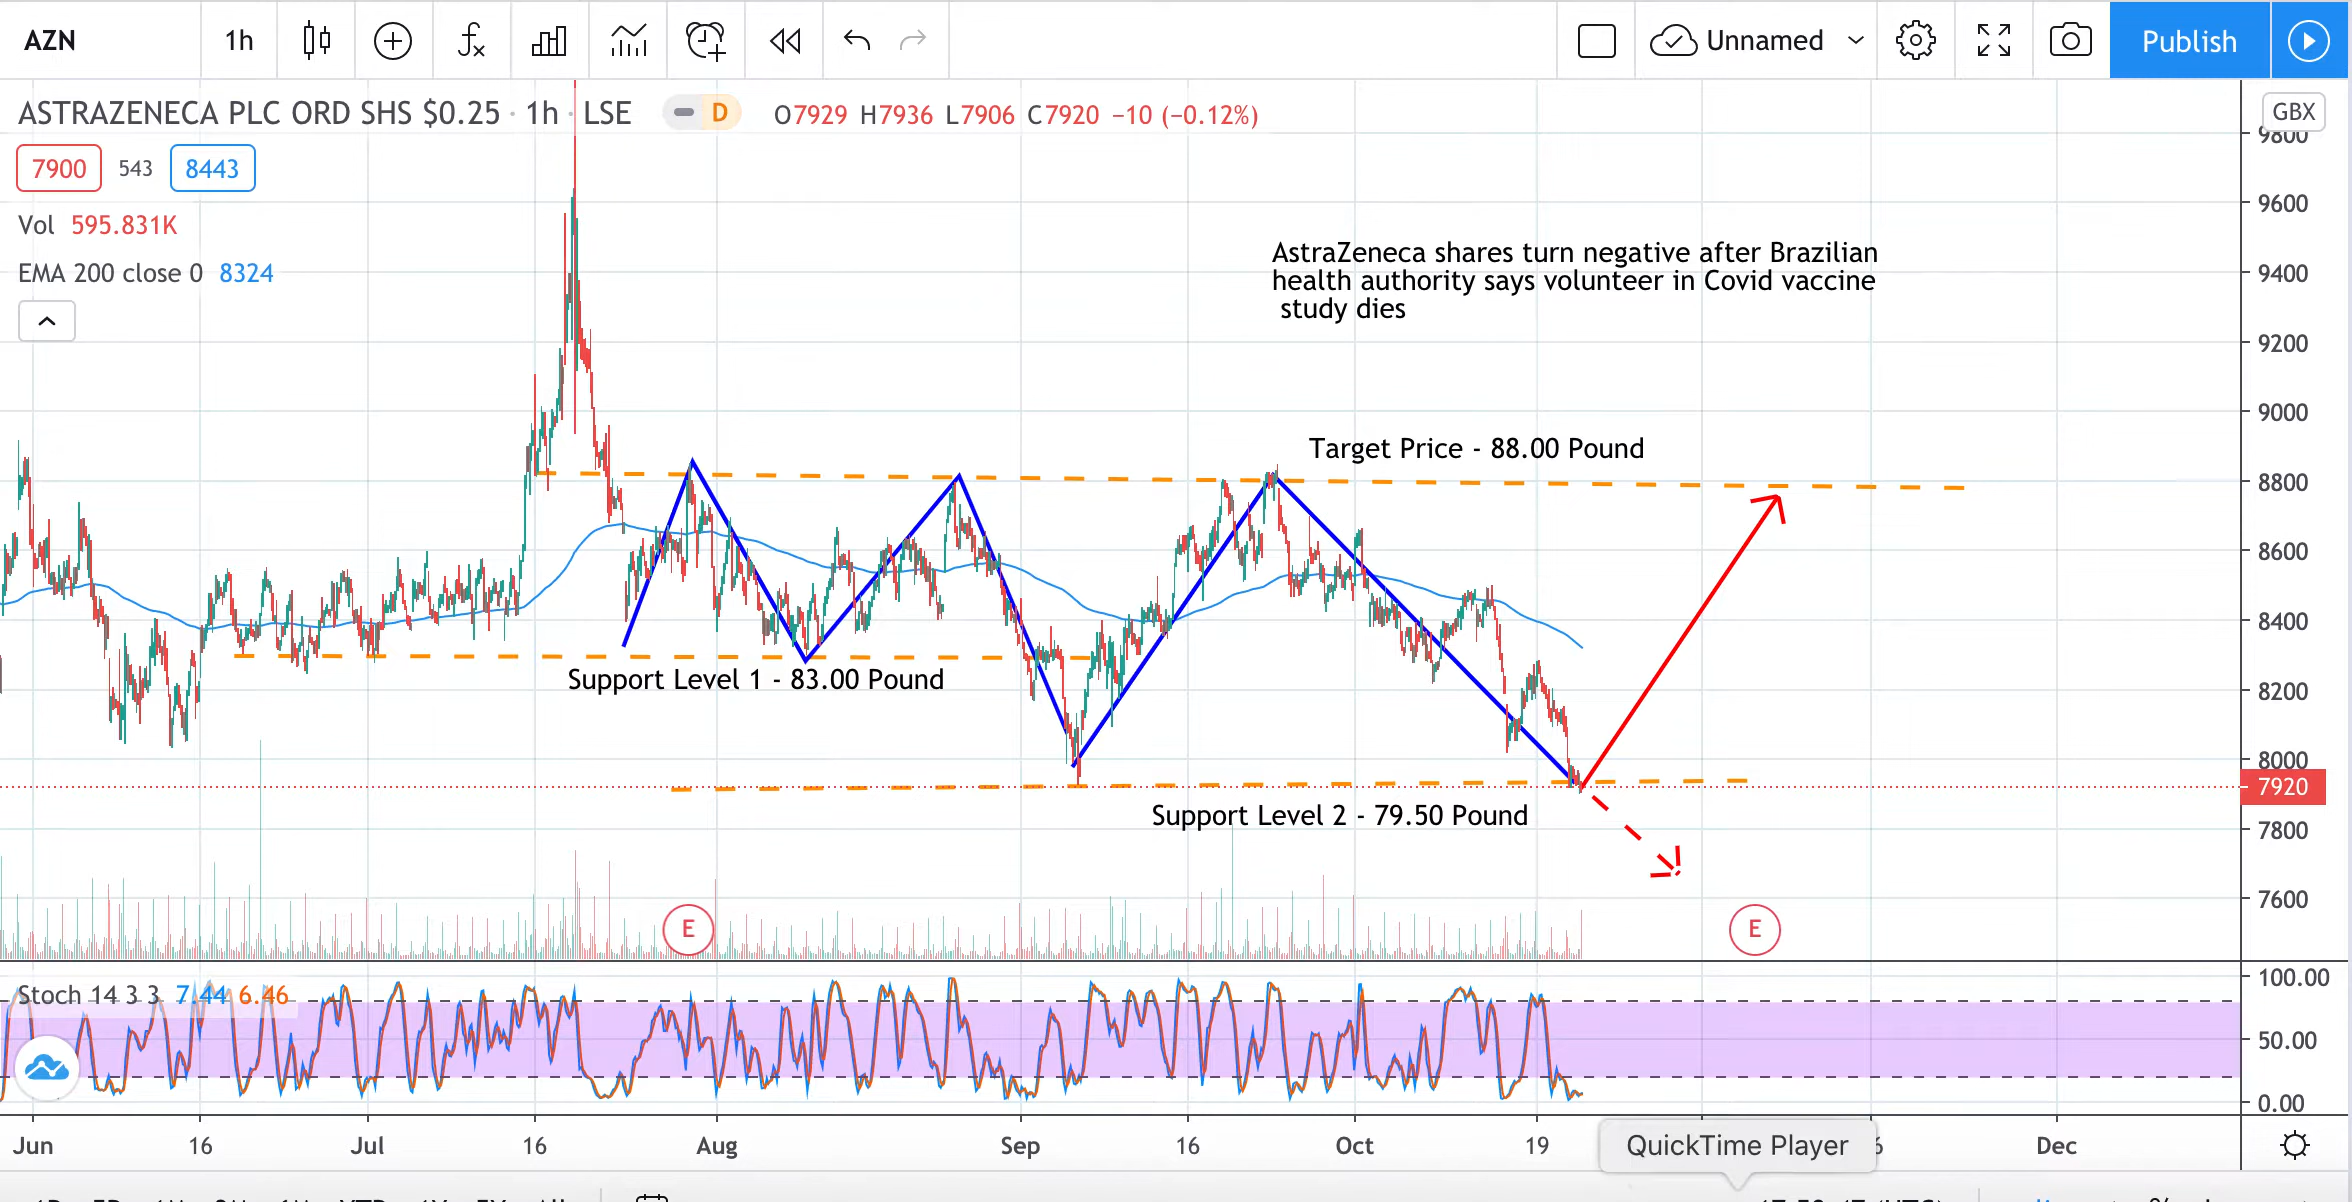 AZN 1h Unnamed Publish
ASTRAZENECA PLC ORD SHS $0.25 · 1h · LSE D O7929 H7936 L7906 C7920 −10 (−0.12%) GBX
7900 543 8443
Vol 595.831K
EMA 200 close 0 8324
AstraZeneca shares turn negative after Brazilian
health authority says volunteer in Covid vaccine
study dies
Target Price - 88.00 Pound
Support Level 1 - 83.00 Pound
Support Level 2 - 79.50 Pound
9800
9600
9400
9200
9000
8800
8600
8400
8200
8000
7920
7800
7600
E E
Stoch 14 3 3 7.44 6.46
100.00
50.00
0.00
Jun 16 Jul 16 Aug Sep 16 Oct 19 Dec
QuickTime Player